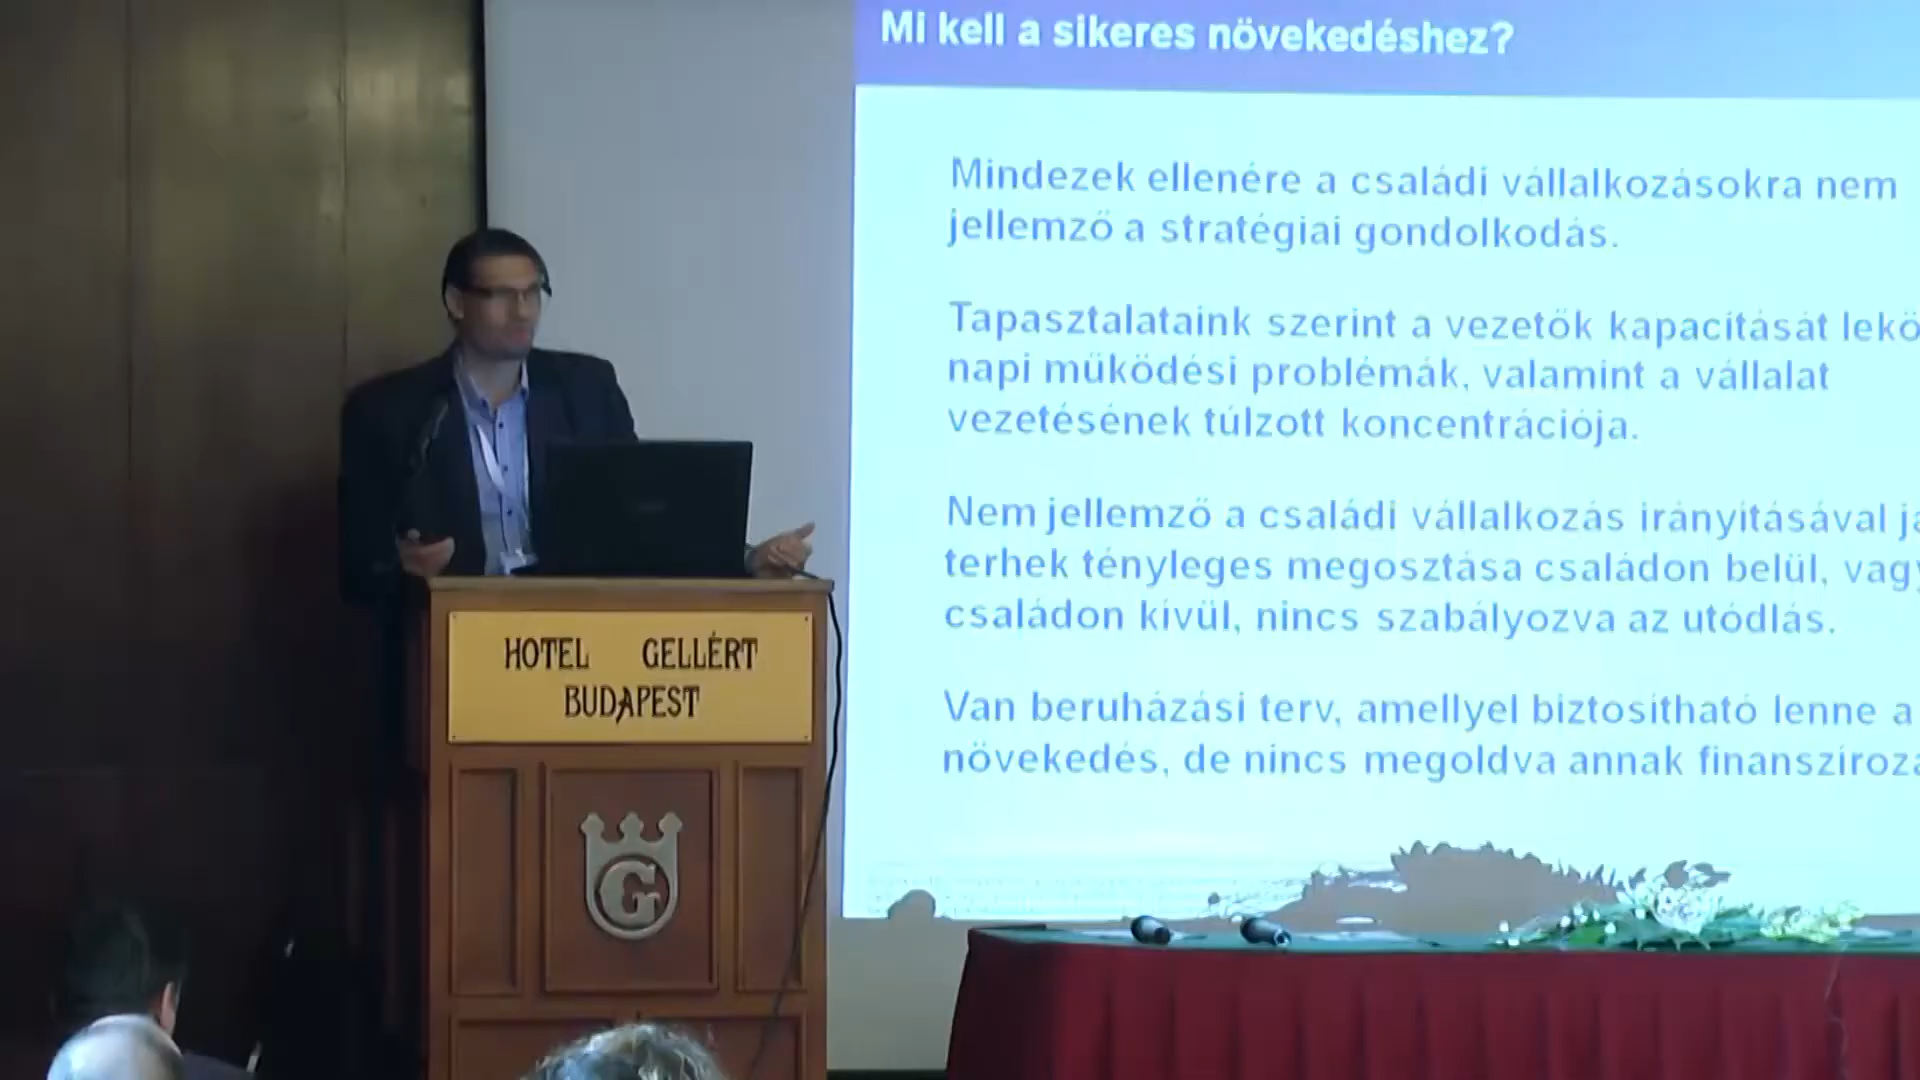 Mi kell a sikeres növekedéshez?
Mindezek ellenére a családi vállalkozásokra nem
jellemző a stratégiai gondolkodás.
Tapasztalataink szerint a vezetők kapacitását
napi működési problémák, valamint a vállalat
vezetésének túlzott koncentrációja.
Nem jellemző a családi vállalkozás irányításával
terhek tényleges megosztása családon belül, vagy
családon kívül, nincs szabályozva az utódlás.
Van beruházási terv, amellyel biztosítható lenne a
növekedés, de nincs megoldva annak
HOTEL GELLÉRT
BUDAPEST
G